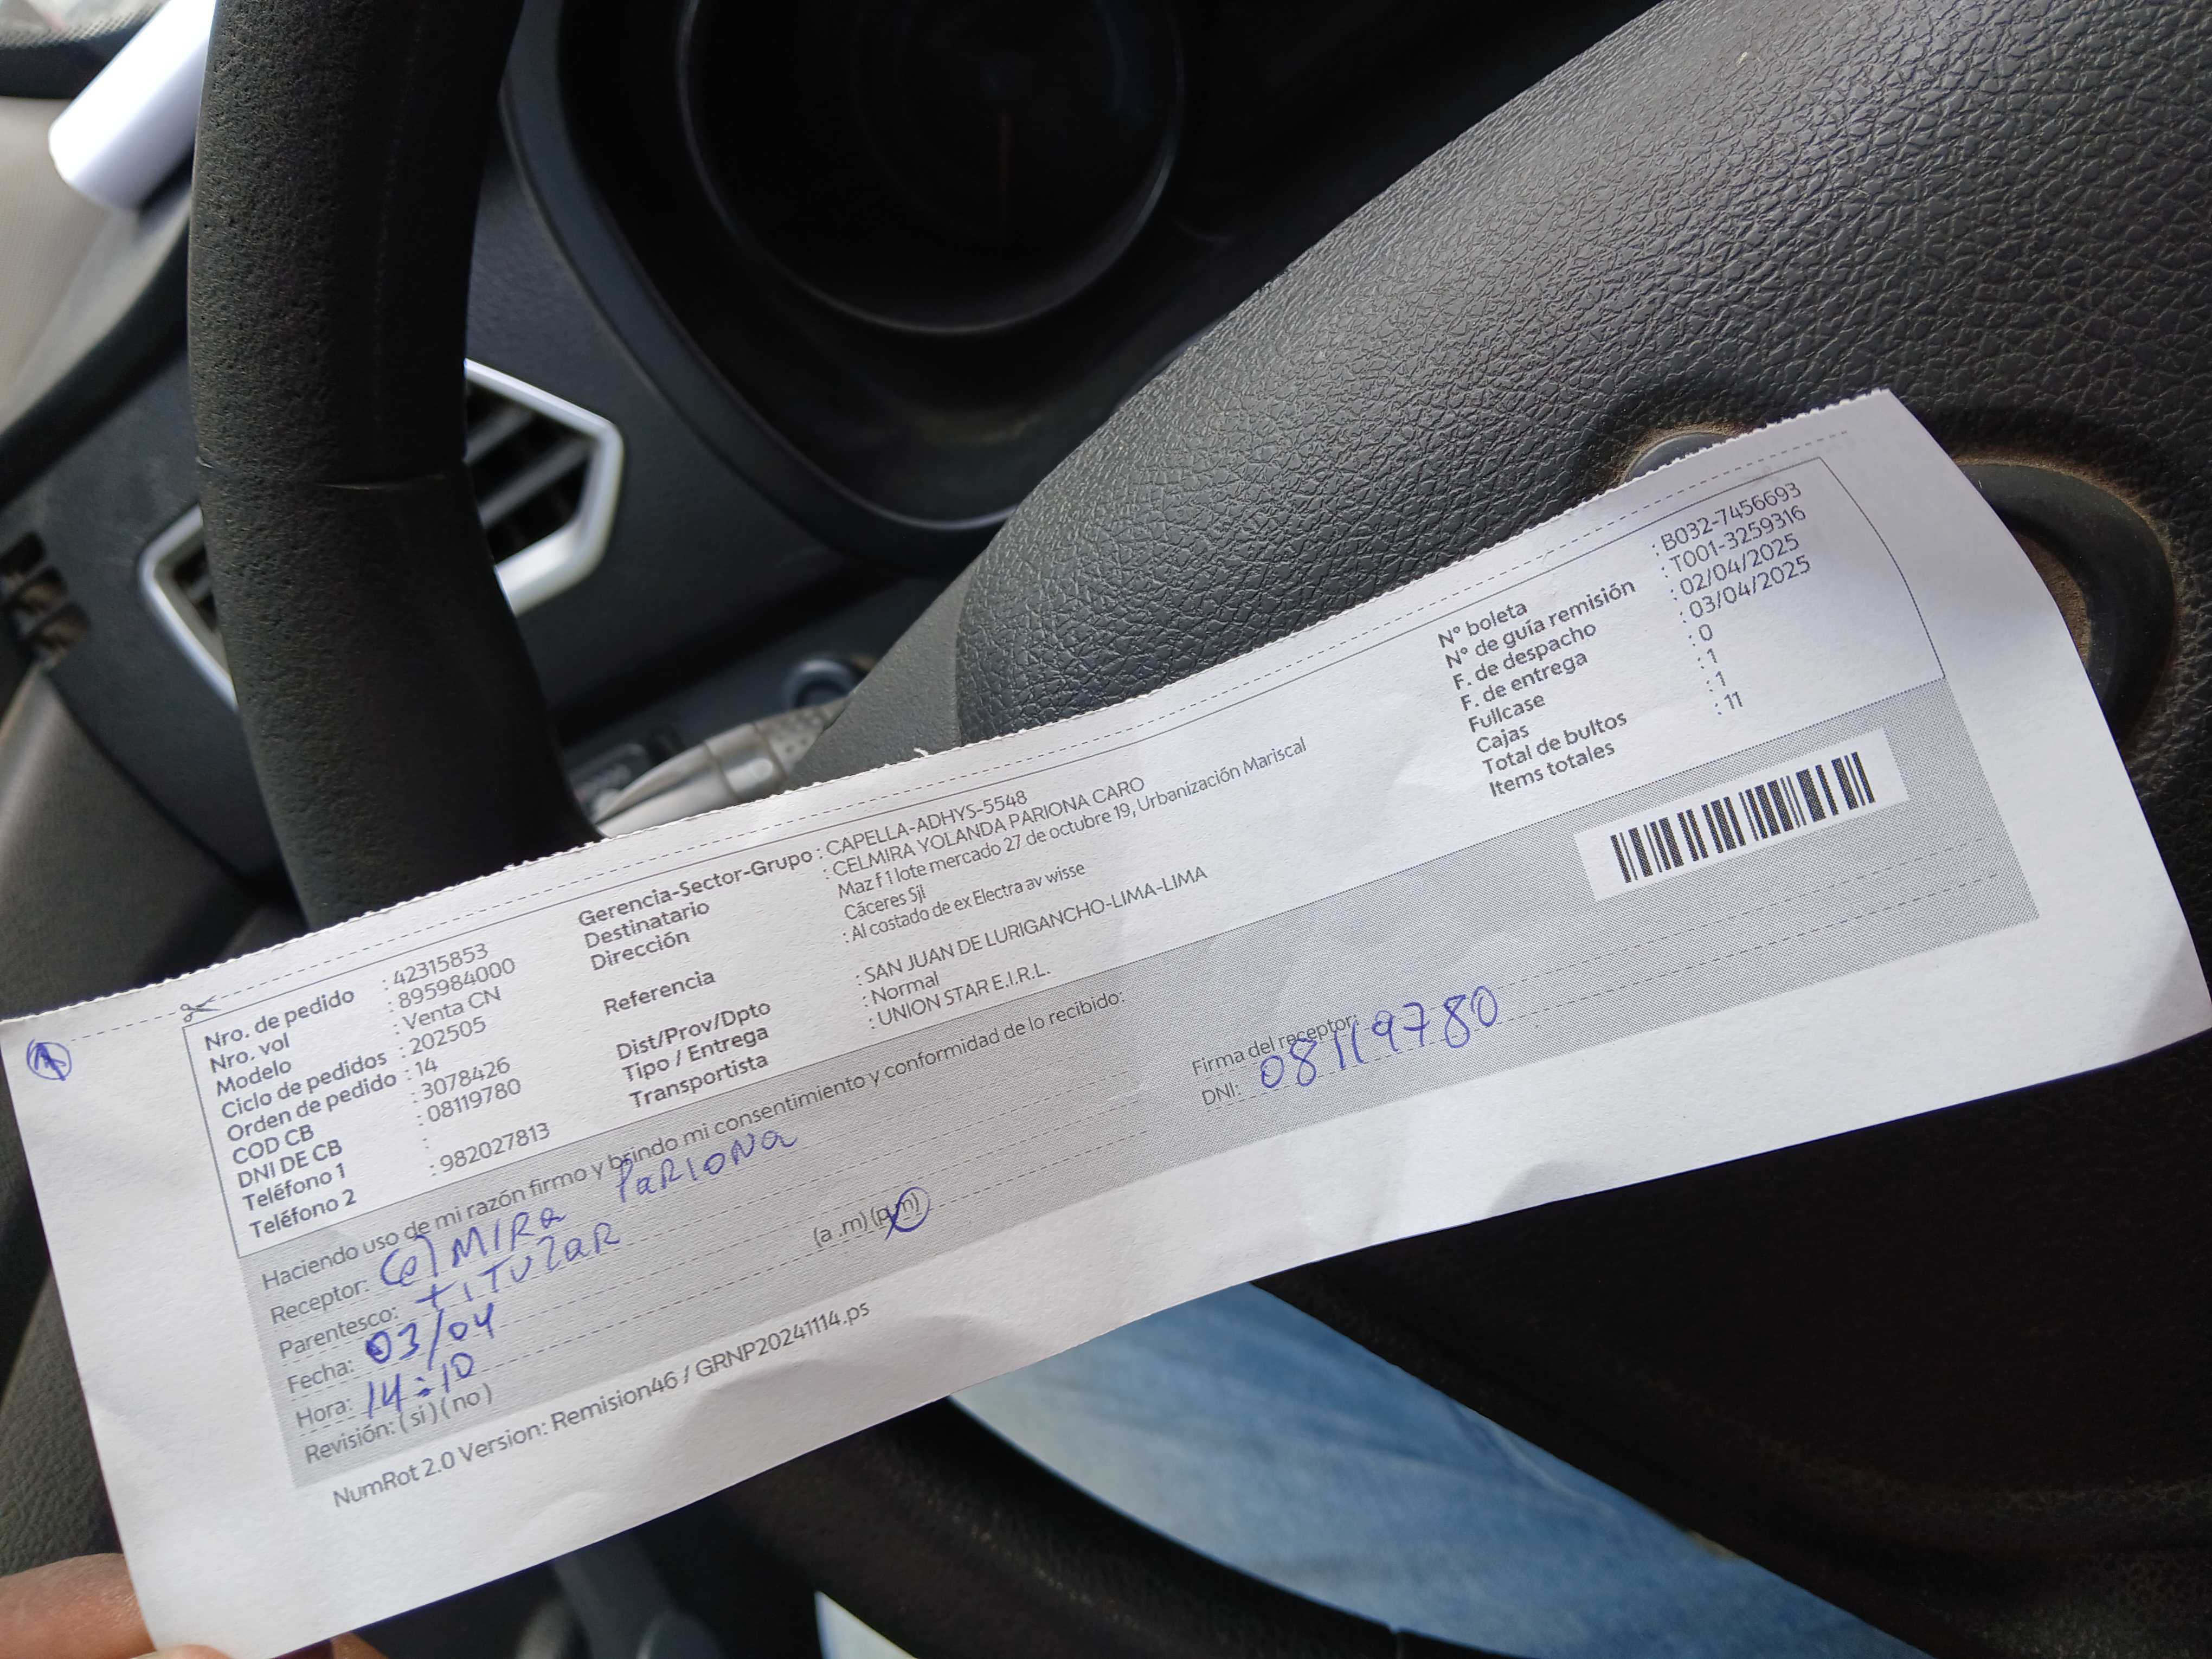 Nro. de pedido : 42315853
Nro. vol : 895984000
Modelo : Venta CN
Ciclo de pedidos : 202505
Orden de pedido : 14
COD CB : 3078426
DNI DE CB : 08119780
Teléfono 1 :
Teléfono 2 : 982027813
Gerencia-Sector-Grupo : CAPELLA-ADHYS-5548
Destinatario : CELMIRA YOLANDA PARIONA CARO
Dirección Maz f 1 lote mercado 27 de octubre 19, Urbanización Mariscal
Cáceres Sjl
Referencia : Al costado de ex Electra av wisse
Dist/Prov/Dpto : SAN JUAN DE LURIGANCHO-LIMA-LIMA
Tipo / Entrega : Normal
Transportista : UNION STAR E.I.R.L.
N° boleta : B032-7456693
N° de guía remisión : T001-3259316
F. de despacho : 02/04/2025
F. de entrega : 03/04/2025
Fullcase : 0
Cajas : 1
Total de bultos : 1
Items totales : 11
Haciendo uso de mi razón firmo y brindo mi consentimiento y conformidad de lo recibido:
Receptor: CelMIRa PaRIONa
Parentesco: tITULaR
Fecha: 03/04
Hora: 14:10 (a .m) (p.m)
Revisión: ( si ) ( no )
Firma del receptor:
DNI: 08119780
NumRot 2.0 Version: Remision46 / GRNP20241114.ps